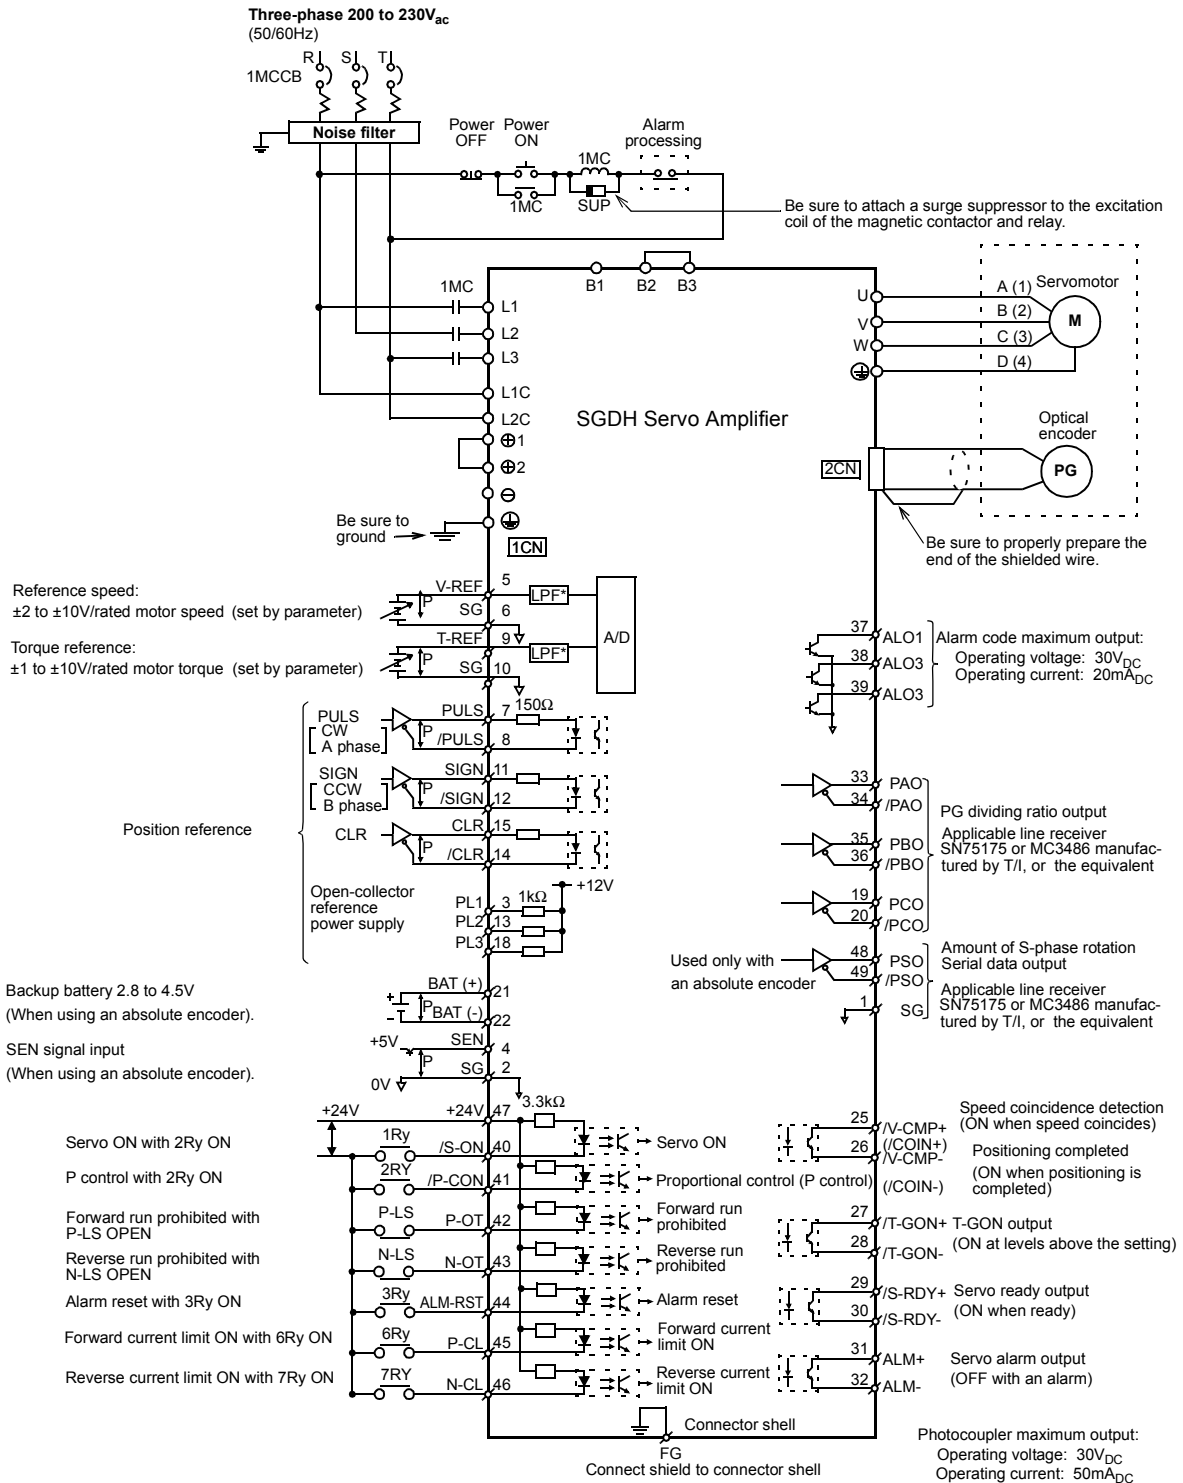 Three-phase 200 to 230Vac
(50/60Hz)
R S T
1MCCB
Noise filter
Power OFF
Power ON
Alarm processing
1MC
1MC
SUP
Be sure to attach a surge suppressor to the excitation
coil of the magnetic contactor and relay.
B1 B2 B3
1MC
L1
L2
L3
L1C
L2C
⊕1
⊕2
⊖
Be sure to
ground
1CN
SGDH Servo Amplifier
U
V
W
A (1)
B (2)
C (3)
D (4)
Servomotor
M
Optical
encoder
2CN
PG
Be sure to properly prepare the
end of the shielded wire.
Reference speed:
±2 to ±10V/rated motor speed (set by parameter)
V-REF 5
P
SG 6
LPF*
A/D
Torque reference:
±1 to ±10V/rated motor torque (set by parameter)
T-REF 9
P
SG 10
LPF*
Position reference
PULS
CW
A phase
PULS 7 150Ω
P
/PULS 8
SIGN
CCW
B phase
SIGN 11
P
/SIGN 12
CLR
CLR 15
P
/CLR 14
Open-collector
reference
power supply
+12V
PL1 3 1kΩ
PL2 13
PL3 18
Backup battery 2.8 to 4.5V
(When using an absolute encoder).
+
-
BAT (+) 21
P
BAT (-) 22
SEN signal input
(When using an absolute encoder).
+5V
SEN 4
P
0V
SG 2
+24V
+24V 47 3.3kΩ
Servo ON with 2Ry ON
1Ry
/S-ON 40
Servo ON
P control with 2Ry ON
2RY
/P-CON 41
Proportional control (P control)
Forward run prohibited with
P-LS OPEN
P-LS
P-OT 42
Forward run
prohibited
Reverse run prohibited with
N-LS OPEN
N-LS
N-OT 43
Reverse run
prohibited
Alarm reset with 3Ry ON
3Ry
ALM-RST 44
Alarm reset
Forward current limit ON with 6Ry ON
6Ry
P-CL 45
Forward current
limit ON
Reverse current limit ON with 7Ry ON
7RY
N-CL 46
Reverse current
limit ON
Connector shell
FG
Connect shield to connector shell
37 ALO1
38 ALO3
39 ALO3
Alarm code maximum output:
Operating voltage: 30VDC
Operating current: 20mADC
33 PAO
34 /PAO
35 PBO
36 /PBO
19 PCO
20 /PCO
PG dividing ratio output
Applicable line receiver
SN75175 or MC3486 manufac-
tured by T/I, or the equivalent
Used only with
an absolute encoder
48 PSO
49 /PSO
1 SG
Amount of S-phase rotation
Serial data output
Applicable line receiver
SN75175 or MC3486 manufac-
tured by T/I, or the equivalent
25 /V-CMP+
(/COIN+)
26 /V-CMP-
(/COIN-)
Speed coincidence detection
(ON when speed coincides)
Positioning completed
(ON when positioning is
completed)
27 /T-GON+
28 /T-GON-
T-GON output
(ON at levels above the setting)
29 /S-RDY+
30 /S-RDY-
Servo ready output
(ON when ready)
31 ALM+
32 ALM-
Servo alarm output
(OFF with an alarm)
Photocoupler maximum output:
Operating voltage: 30VDC
Operating current: 50mADC